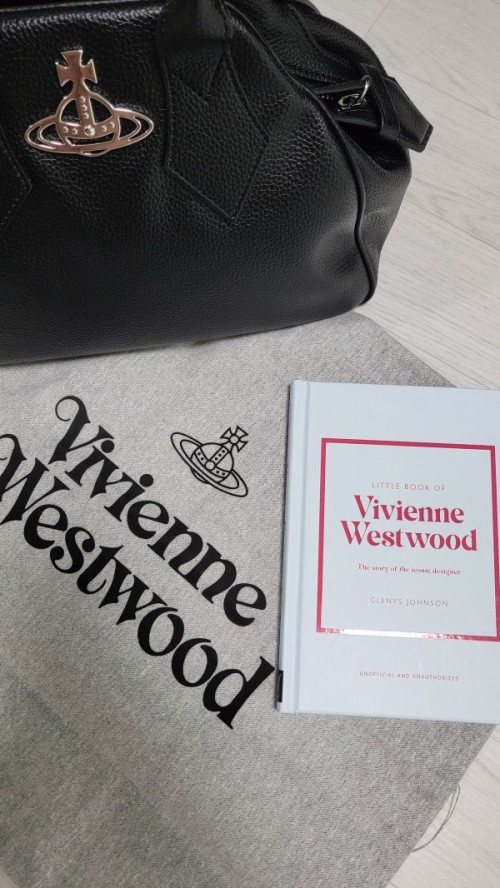 Vivienne
Westwood
LITTLE BOOK OF
Vivienne
Westwood
The story of the iconic designer
GLENYS JOHNSON
UNOFFICIAL AND UNAUTHORIZED